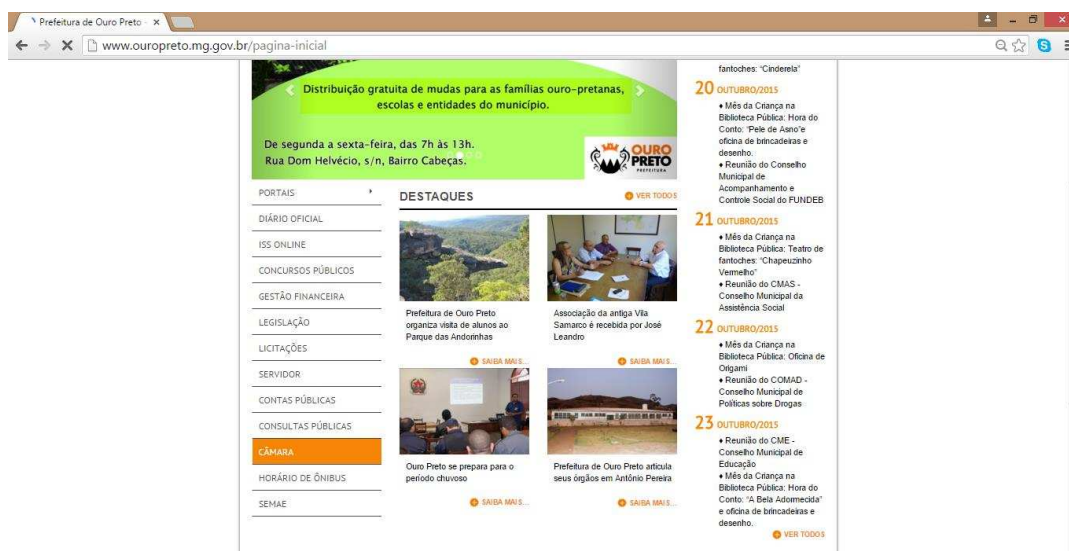 Prefeitura de Ouro Preto -
www.ouropreto.mg.gov.br/pagina-inicial
Distribuição gratuita de mudas para as famílias ouro-pretanas,
escolas e entidades do município.
De segunda a sexta-feira, das 7h às 13h.
Rua Dom Helvécio, s/n, Bairro Cabeças.
OURO
PRETO
PREFEITURA
PORTAIS
DIÁRIO OFICIAL
ISS ONLINE
CONCURSOS PÚBLICOS
GESTÃO FINANCEIRA
LEGISLAÇÃO
LICITAÇÕES
SERVIDOR
CONTAS PÚBLICAS
CONSULTAS PÚBLICAS
CÂMARA
HORÁRIO DE ÔNIBUS
SEMAE
DESTAQUES
VER TODOS
Prefeitura de Ouro Preto
organiza visita de alunos ao
Parque das Andorinhas
SAIBA MAIS...
Associação da antiga Vila
Samarco é recebida por José
Leandro
SAIBA MAIS...
Ouro Preto se prepara para o
período chuvoso
SAIBA MAIS...
Prefeitura de Ouro Preto articula
seus órgãos em Antônio Pereira
SAIBA MAIS...
fantoches: "Cinderela"
20 OUTUBRO/2015
♦ Mês da Criança na
Biblioteca Pública: Hora do
Conto: "Pele de Asno"e
oficina de brincadeiras e
desenho.
♦ Reunião do Conselho
Municipal de
Acompanhamento e
Controle Social do FUNDEB
21 OUTUBRO/2015
♦ Mês da Criança na
Biblioteca Pública: Teatro de
fantoches: "Chapeuzinho
Vermelho"
♦ Reunião do CMAS -
Conselho Municipal da
Assistência Social
22 OUTUBRO/2015
♦ Mês da Criança na
Biblioteca Pública: Oficina de
Origami
♦ Reunião do COMAD -
Conselho Municipal de
Políticas sobre Drogas
23 OUTUBRO/2015
♦ Reunião do CME -
Conselho Municipal de
Educação
♦ Mês da Criança na
Biblioteca Pública: Hora do
Conto: "A Bela Adormecida"
e oficina de brincadeiras e
desenho.
VER TODOS